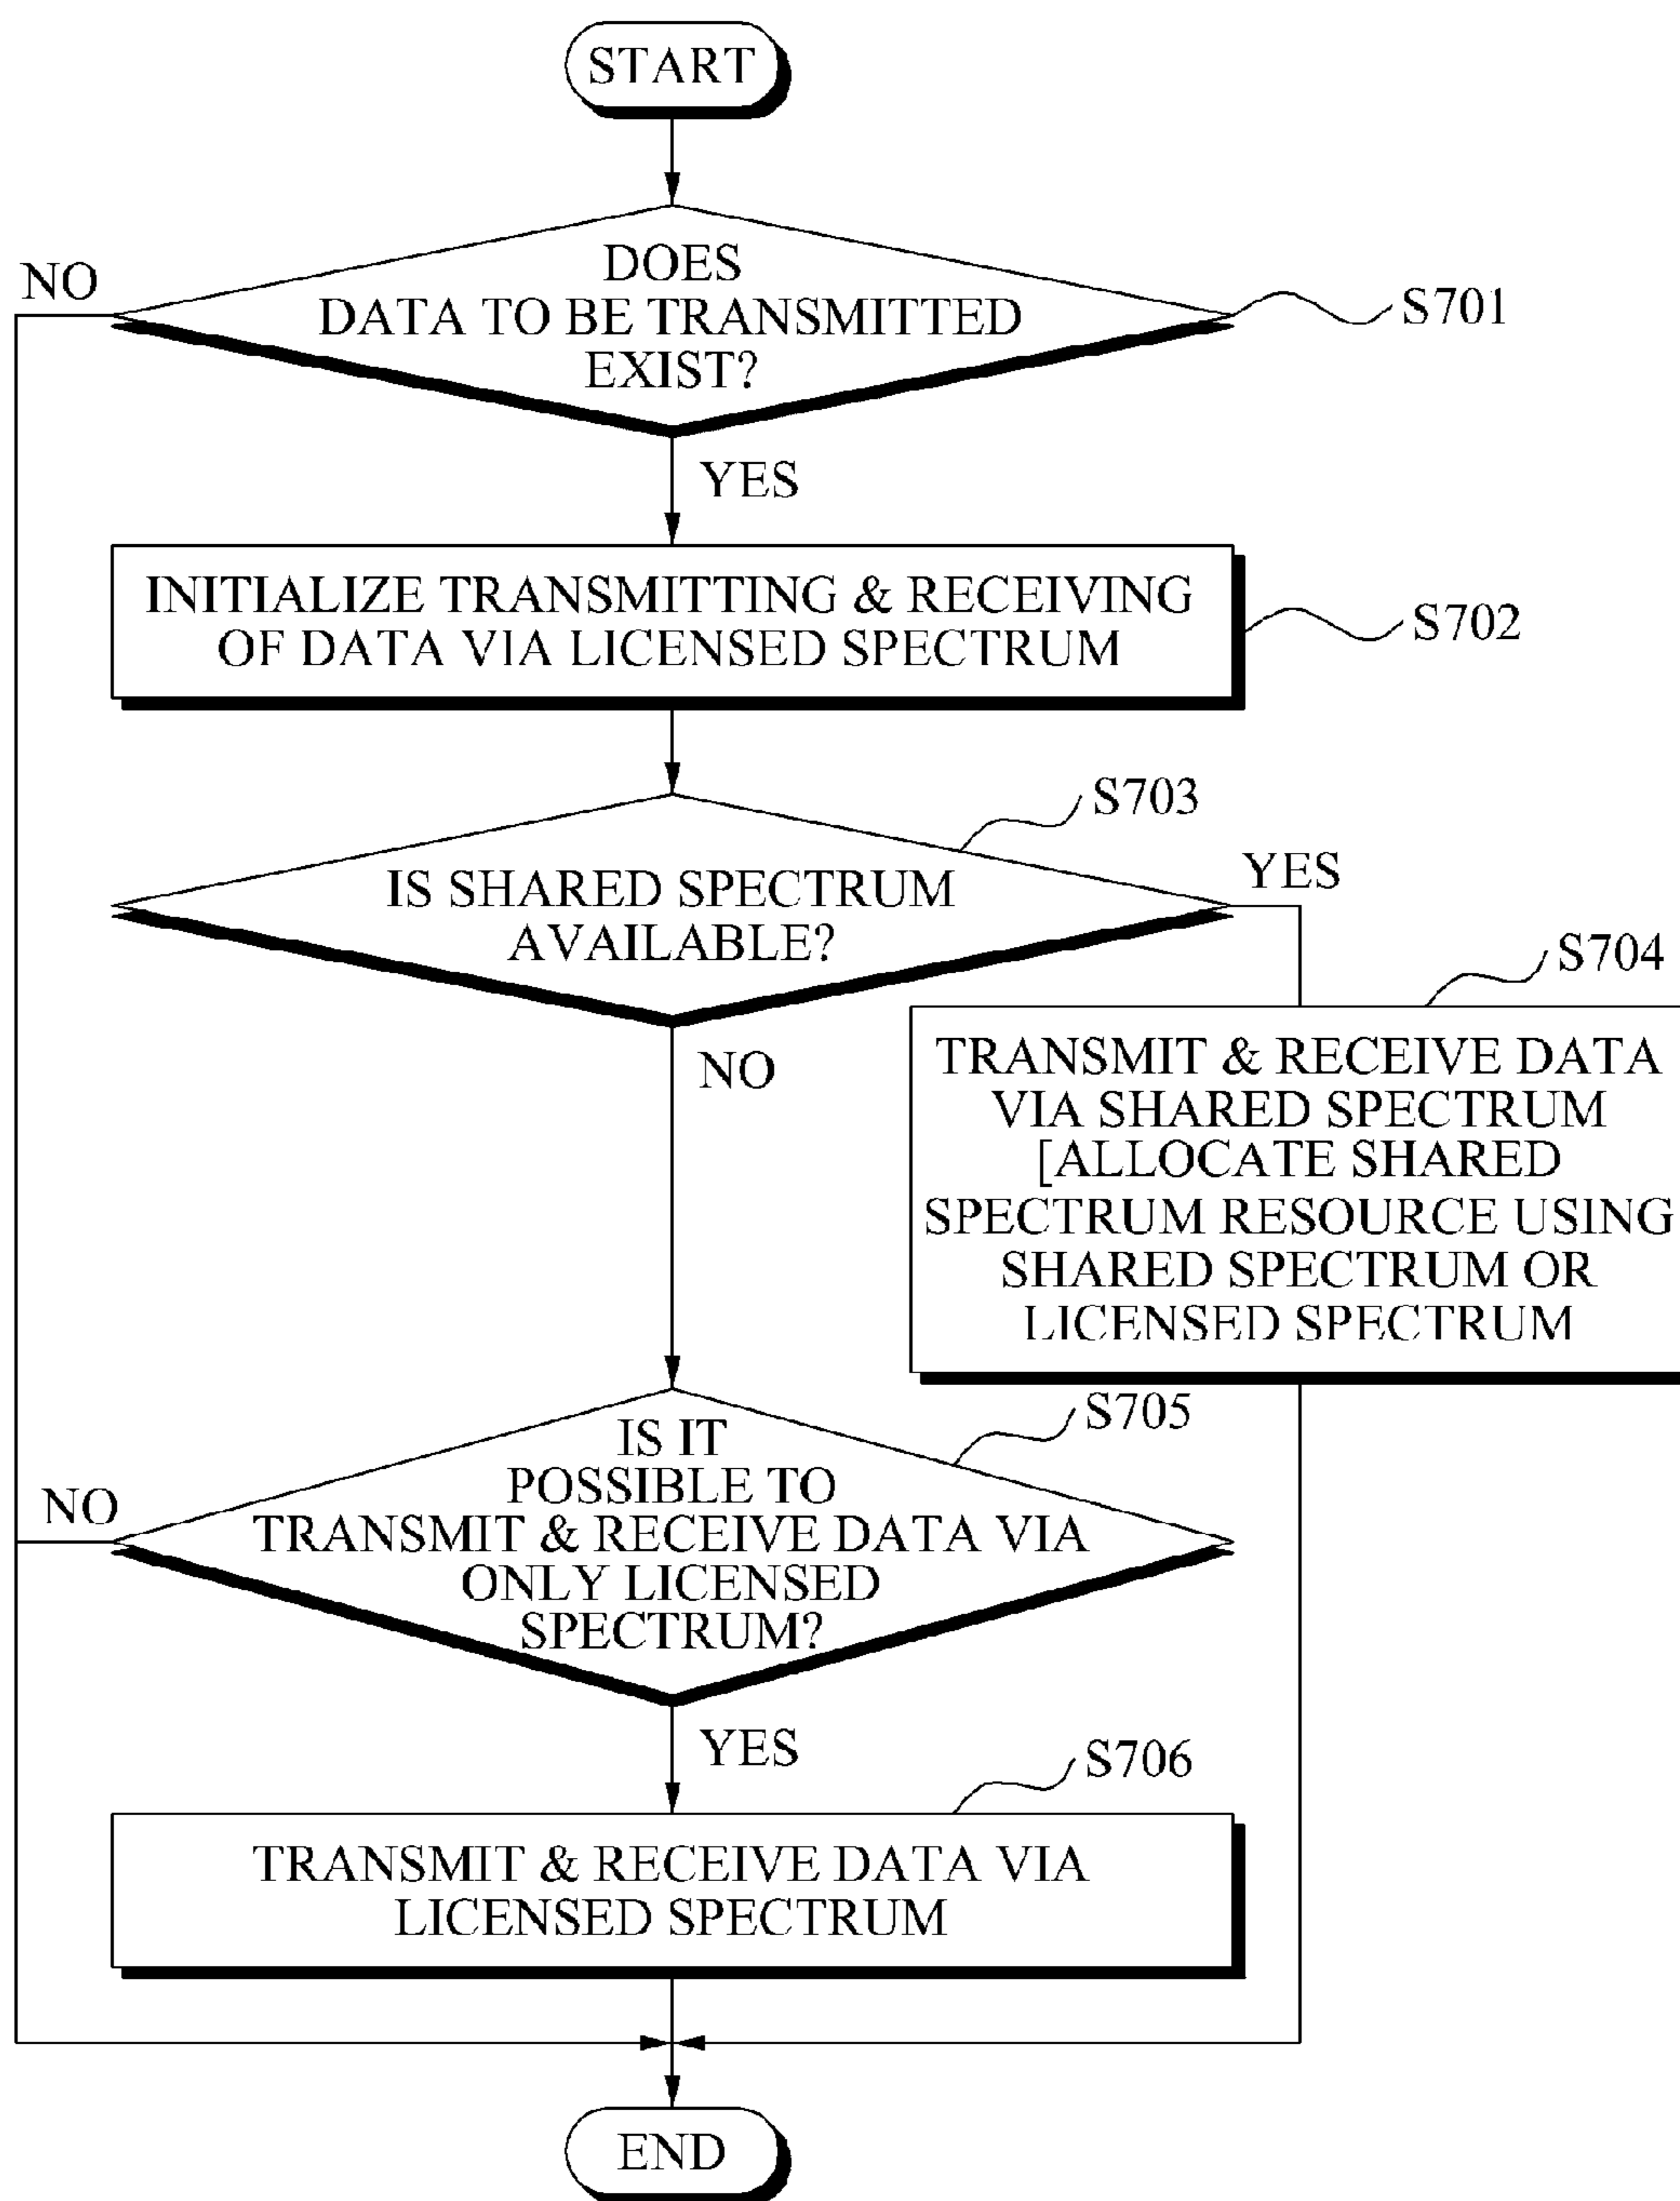 START
NO
DOES
DATA TO BE TRANSMITTED
EXIST?
S701
YES
INITIALIZE TRANSMITTING & RECEIVING
OF DATA VIA LICENSED SPECTRUM
S702
S703
IS SHARED SPECTRUM
AVAILABLE?
YES
NO
S704
TRANSMIT & RECEIVE DATA
VIA SHARED SPECTRUM
[ALLOCATE SHARED
SPECTRUM RESOURCE USING
SHARED SPECTRUM OR
LICENSED SPECTRUM
S705
IS IT
POSSIBLE TO
TRANSMIT & RECEIVE DATA VIA
ONLY LICENSED
SPECTRUM?
NO
YES
S706
TRANSMIT & RECEIVE DATA VIA
LICENSED SPECTRUM
END